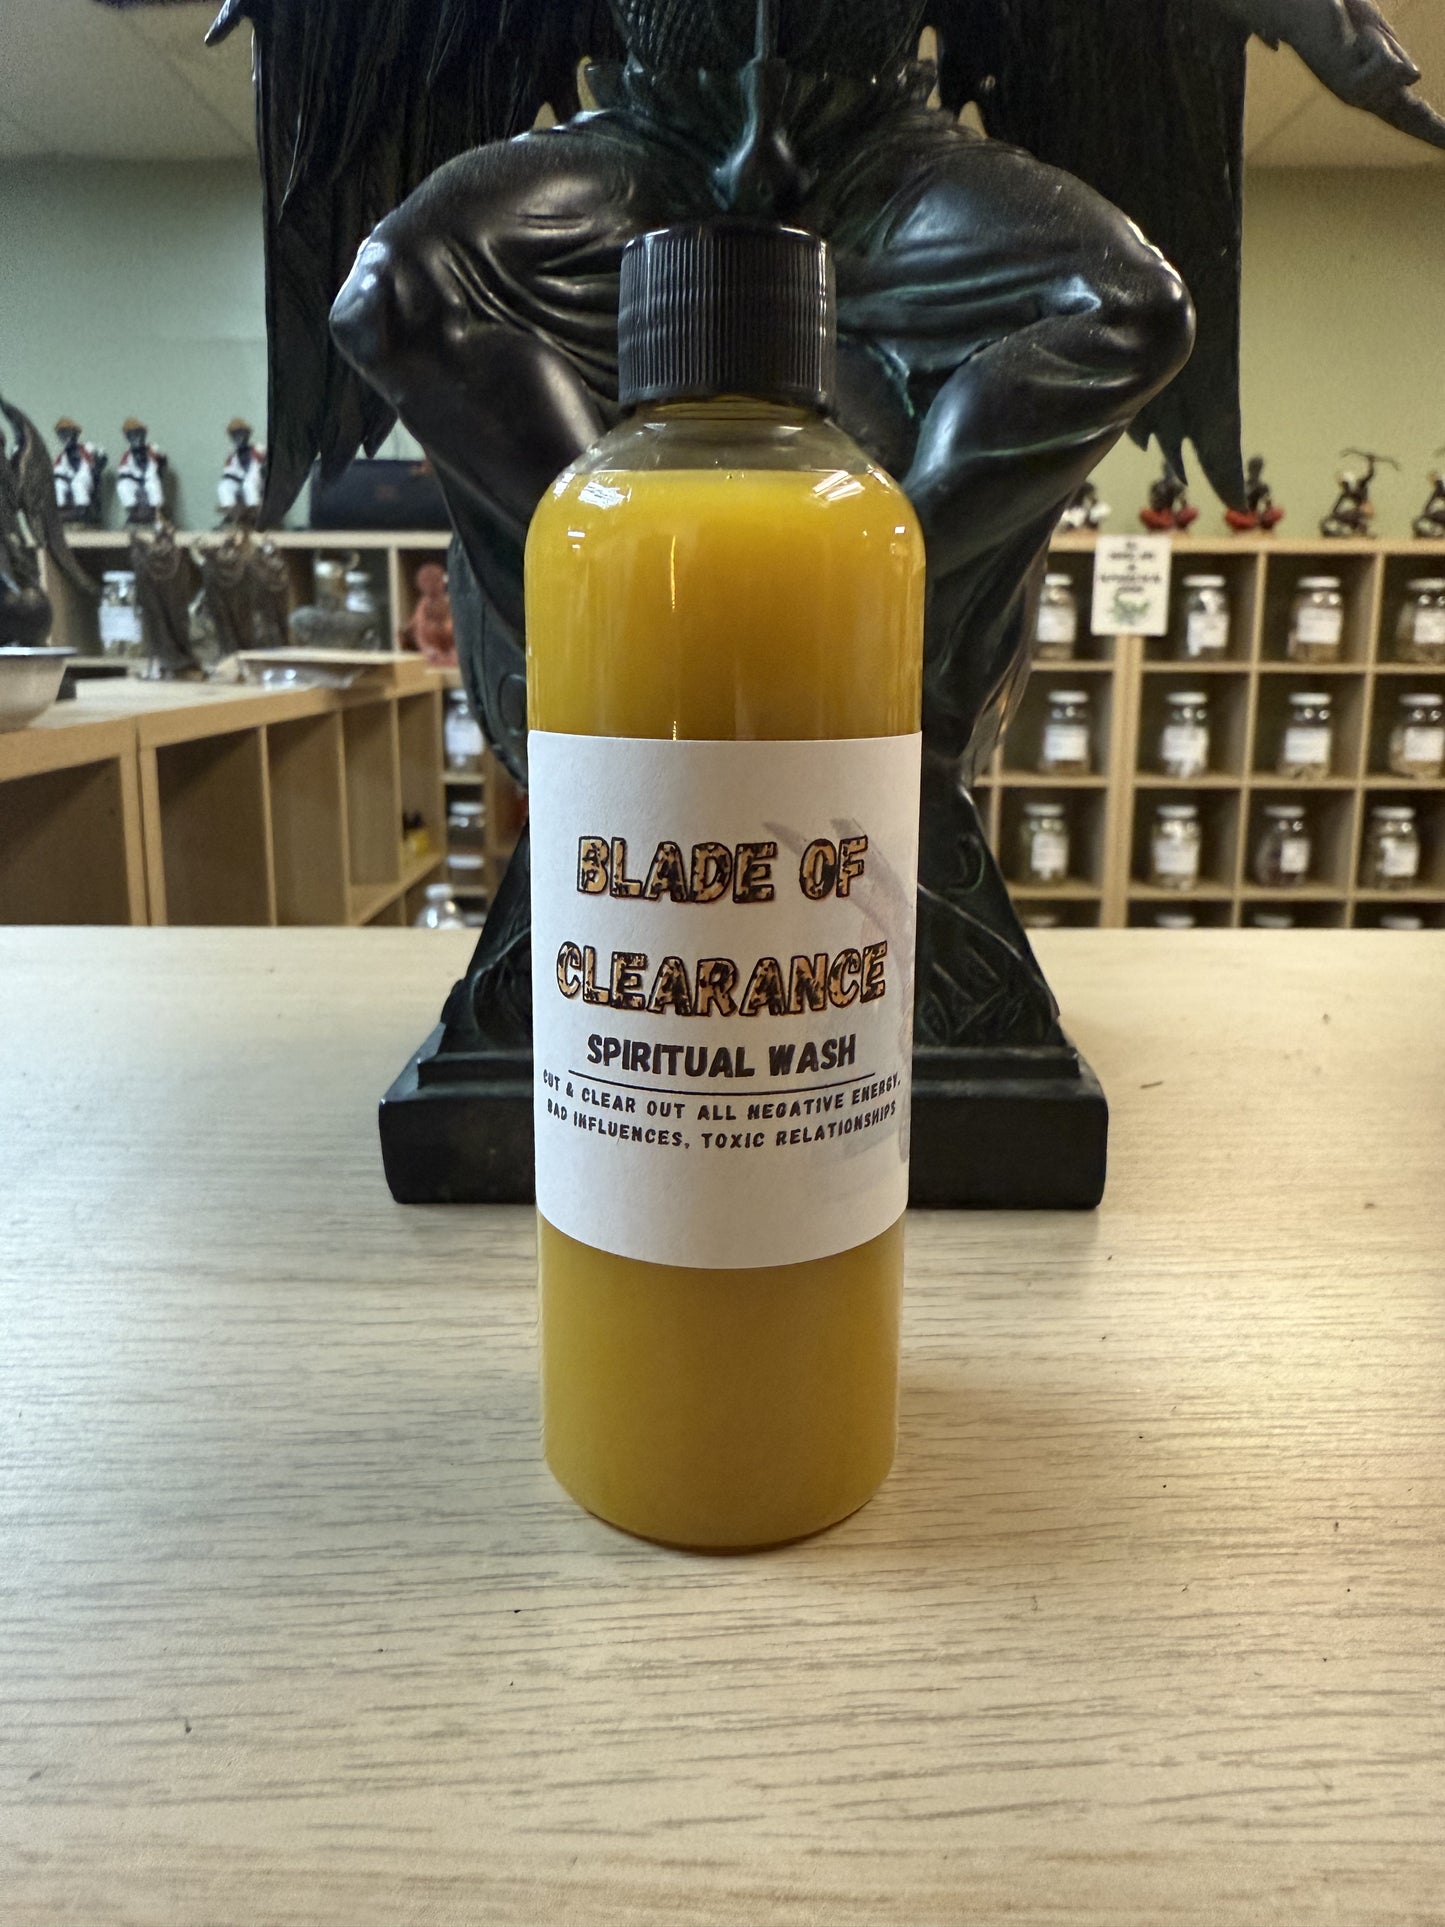 BLADE OF
CLEARANCE
SPIRITUAL WASH
CUT & CLEAR OUT ALL NEGATIVE ENERGY,
BAD INFLUENCES, TOXIC RELATIONSHIPS